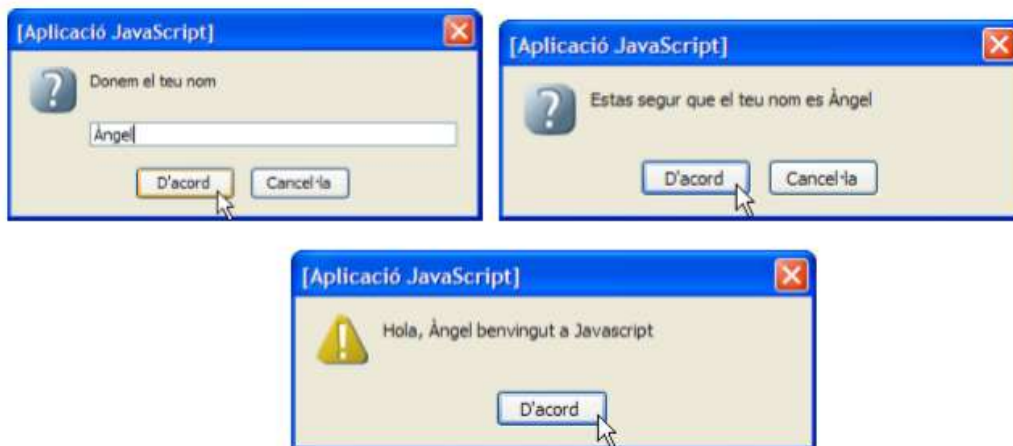 [Aplicació JavaScript]
Donem el teu nom
Àngel
D'acord
Cancel·la
[Aplicació JavaScript]
Estas segur que el teu nom es Àngel
D'acord
Cancel·la
[Aplicació JavaScript]
Hola, Àngel benvingut a Javascript
D'acord